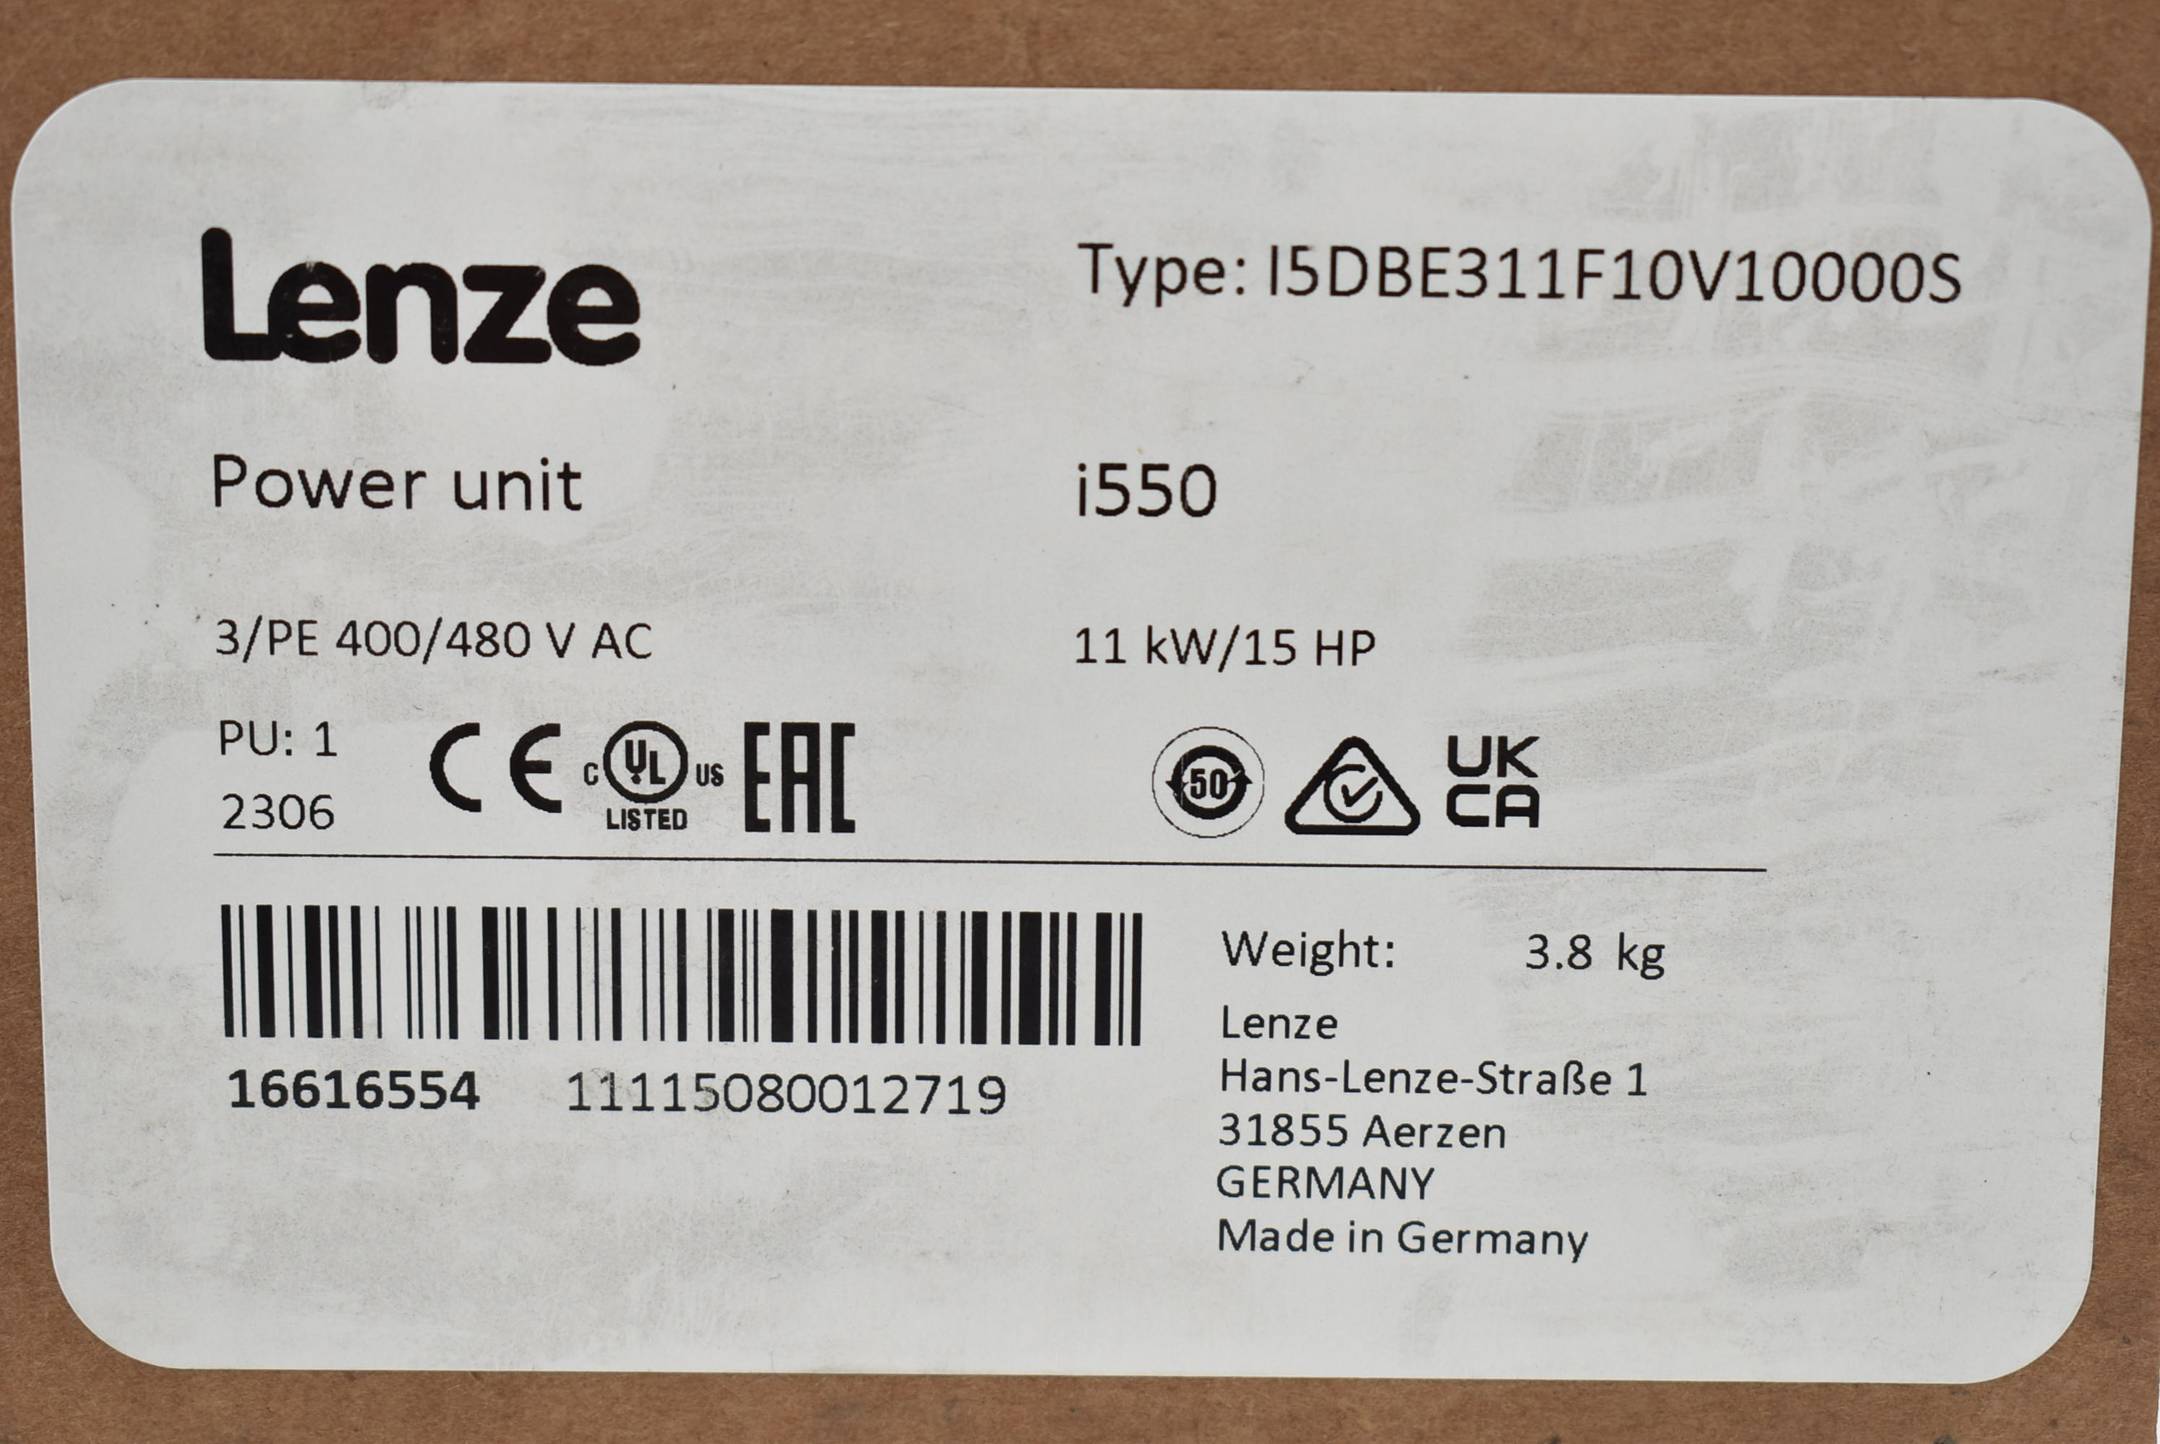 Lenze
Type: I5DBE311F10V10000S
Power unit
i550
3/PE 400/480 V AC
11 kW/15 HP
PU: 1
2306
CE
C UL US
LISTED
EAC
50
UK
CA
16616554 11115080012719
Weight: 3.8 kg
Lenze
Hans-Lenze-Straße 1
31855 Aerzen
GERMANY
Made in Germany